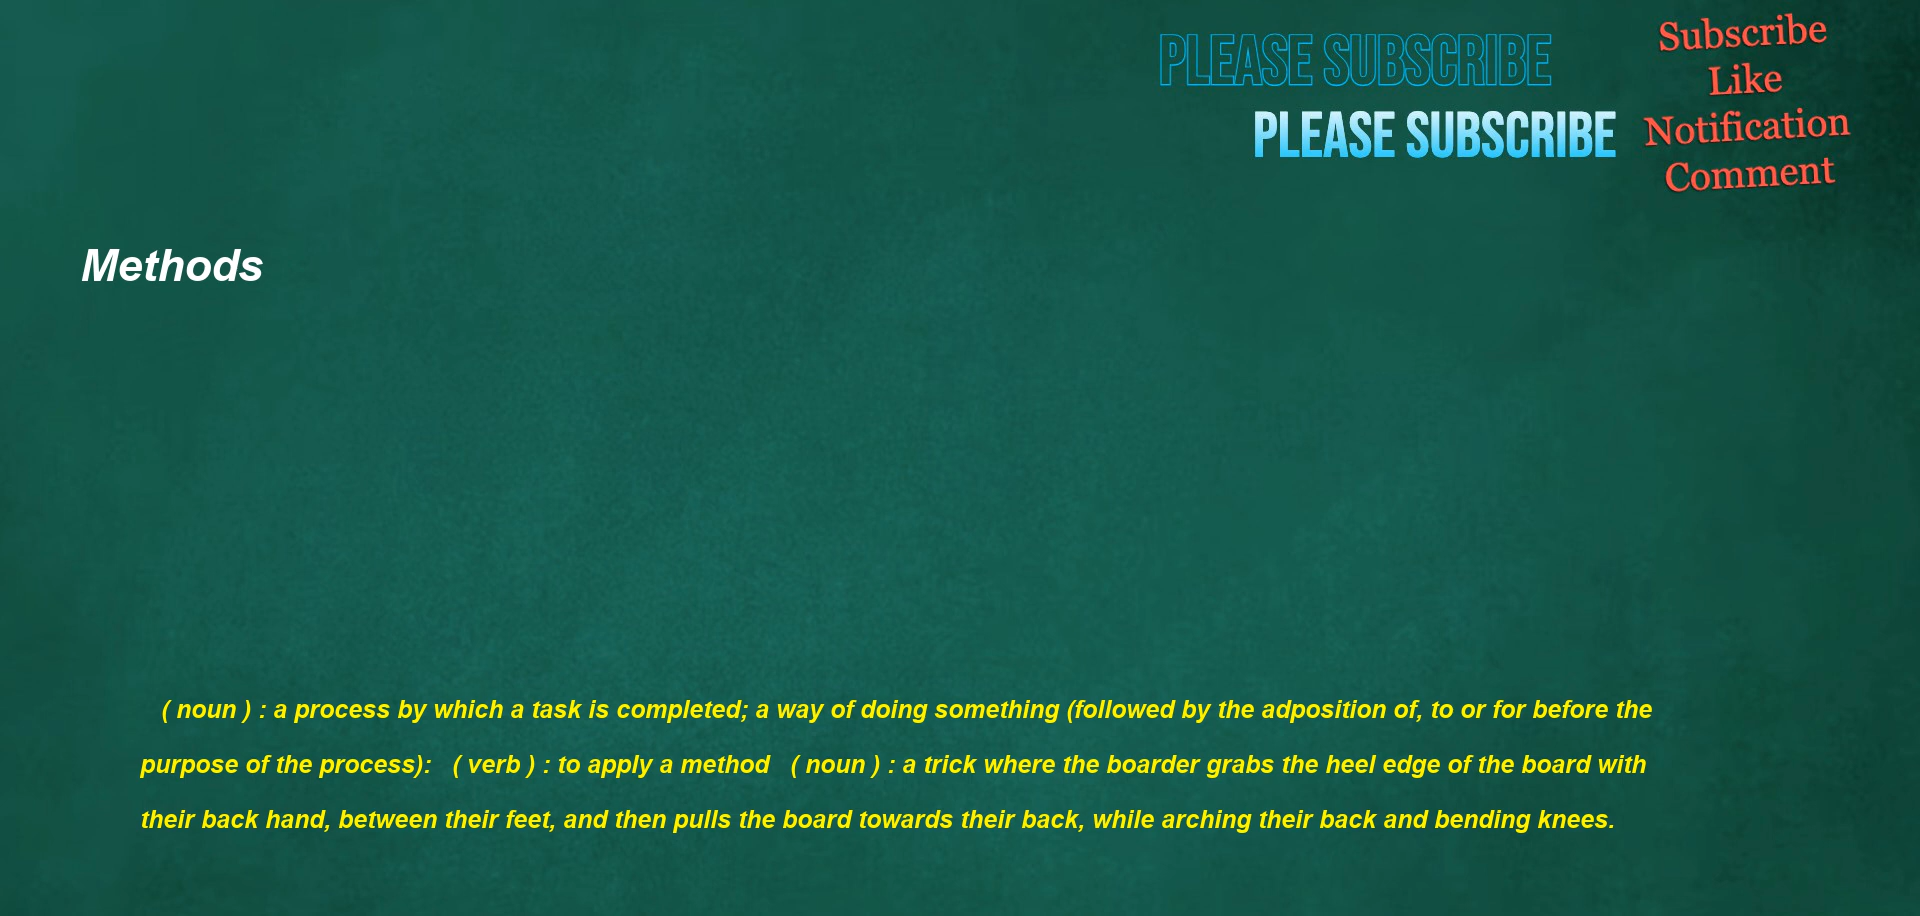 PLEASE SUBSCRIBE
PLEASE SUBSCRIBE
Subscribe
Like
Notification
Comment
Methods
( noun ) : a process by which a task is completed; a way of doing something (followed by the adposition of, to or for before the
purpose of the process): ( verb ) : to apply a method ( noun ) : a trick where the boarder grabs the heel edge of the board with
their back hand, between their feet, and then pulls the board towards their back, while arching their back and bending knees.